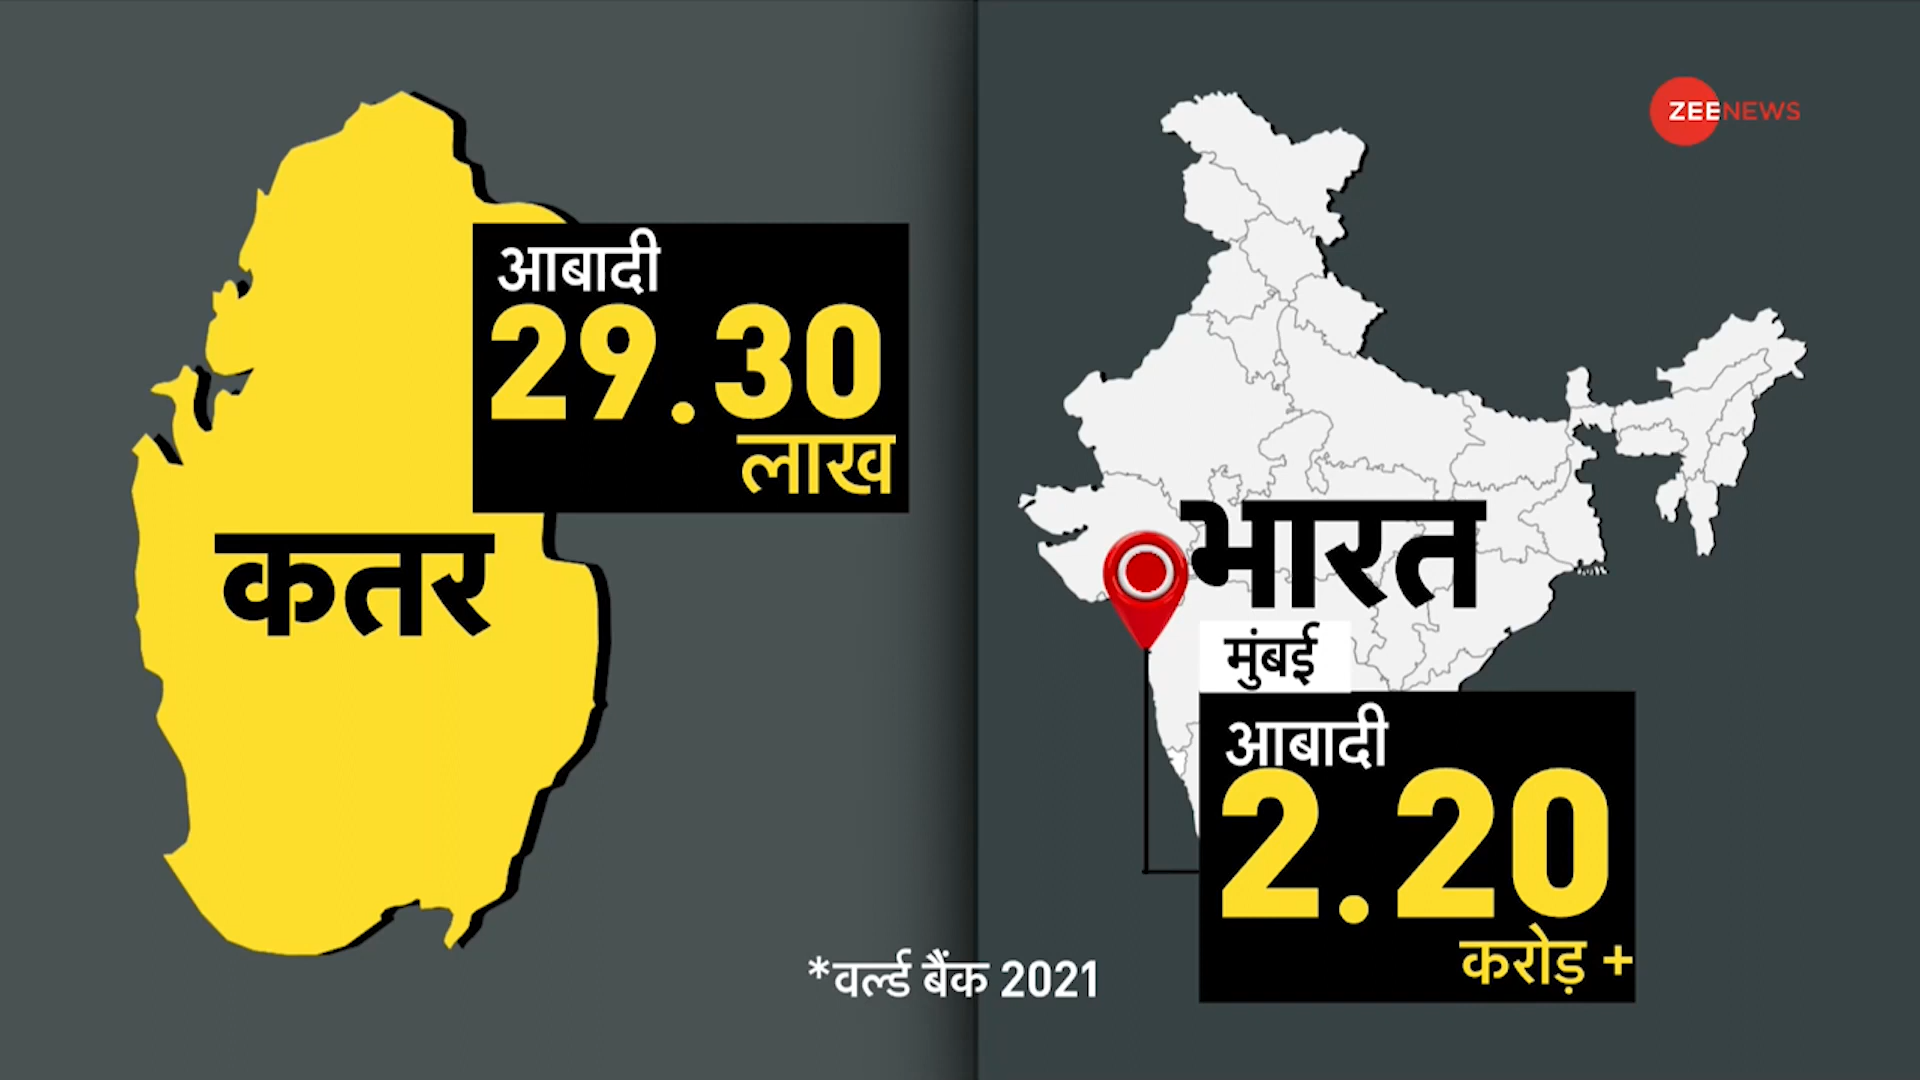 ZEENEWS
आबादी
29.30
लाख
कतर
भारत
मुंबई
आबादी
2.20
करोड़ +
*वर्ल्ड बैंक 2021